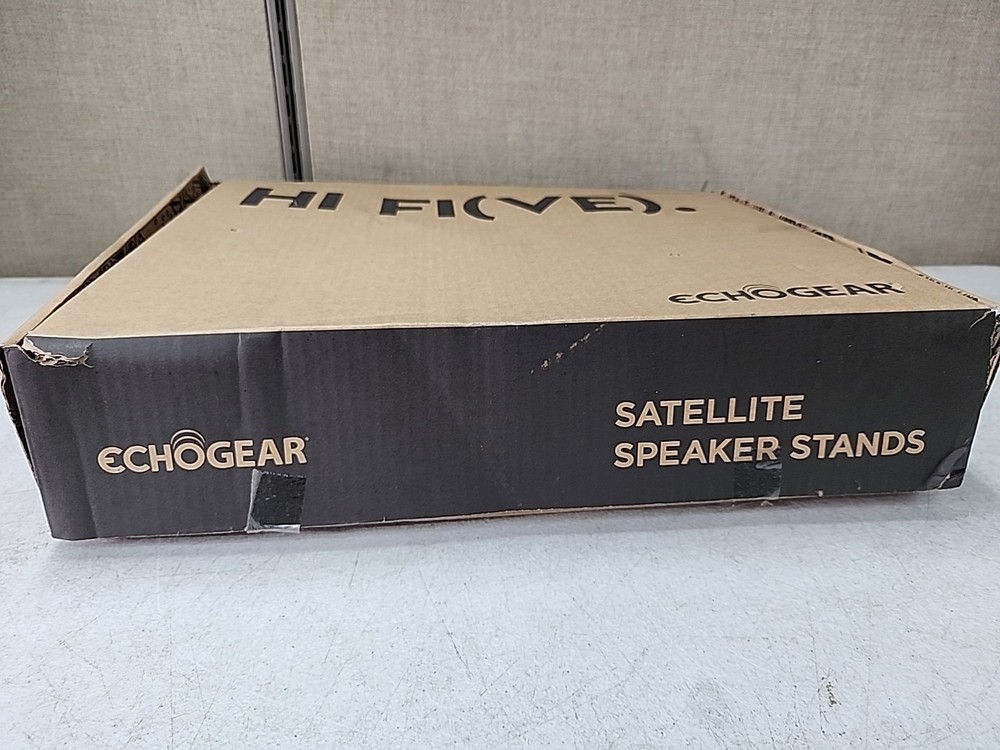 HI FI(VE).
ECHOGEAR
ECHOGEAR
SATELLITE
SPEAKER STANDS